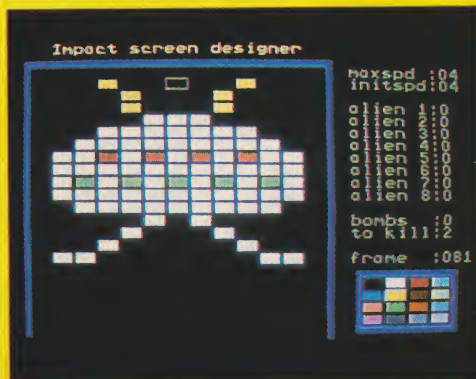 Impact screen designer
maxspd :04
initspd:04
alien 1:0
alien 2:0
alien 3:0
alien 4:0
alien 5:0
alien 6:0
alien 7:0
alien 8:0
bombs :0
to kill:2
frame :081